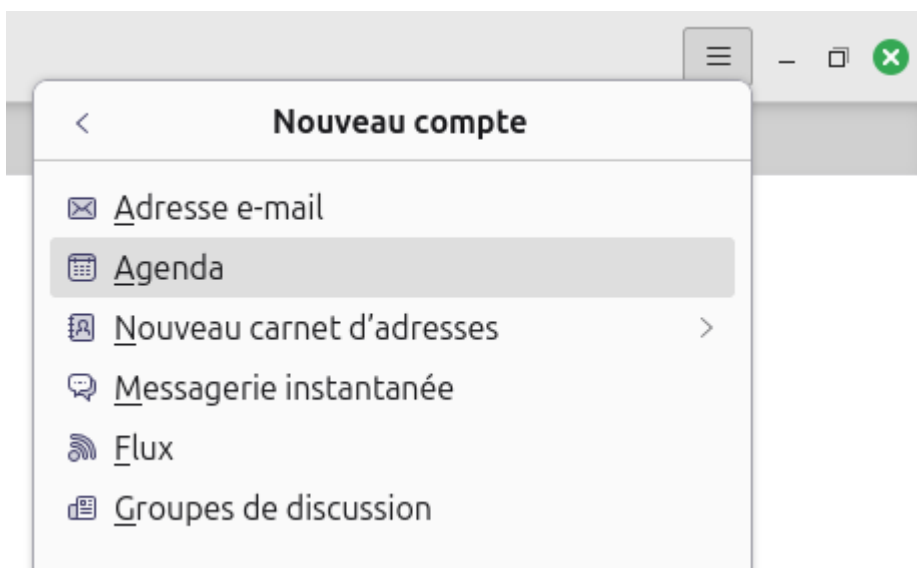 Nouveau compte
Adresse e-mail
Agenda
Nouveau carnet d’adresses
Messagerie instantanée
Flux
Groupes de discussion